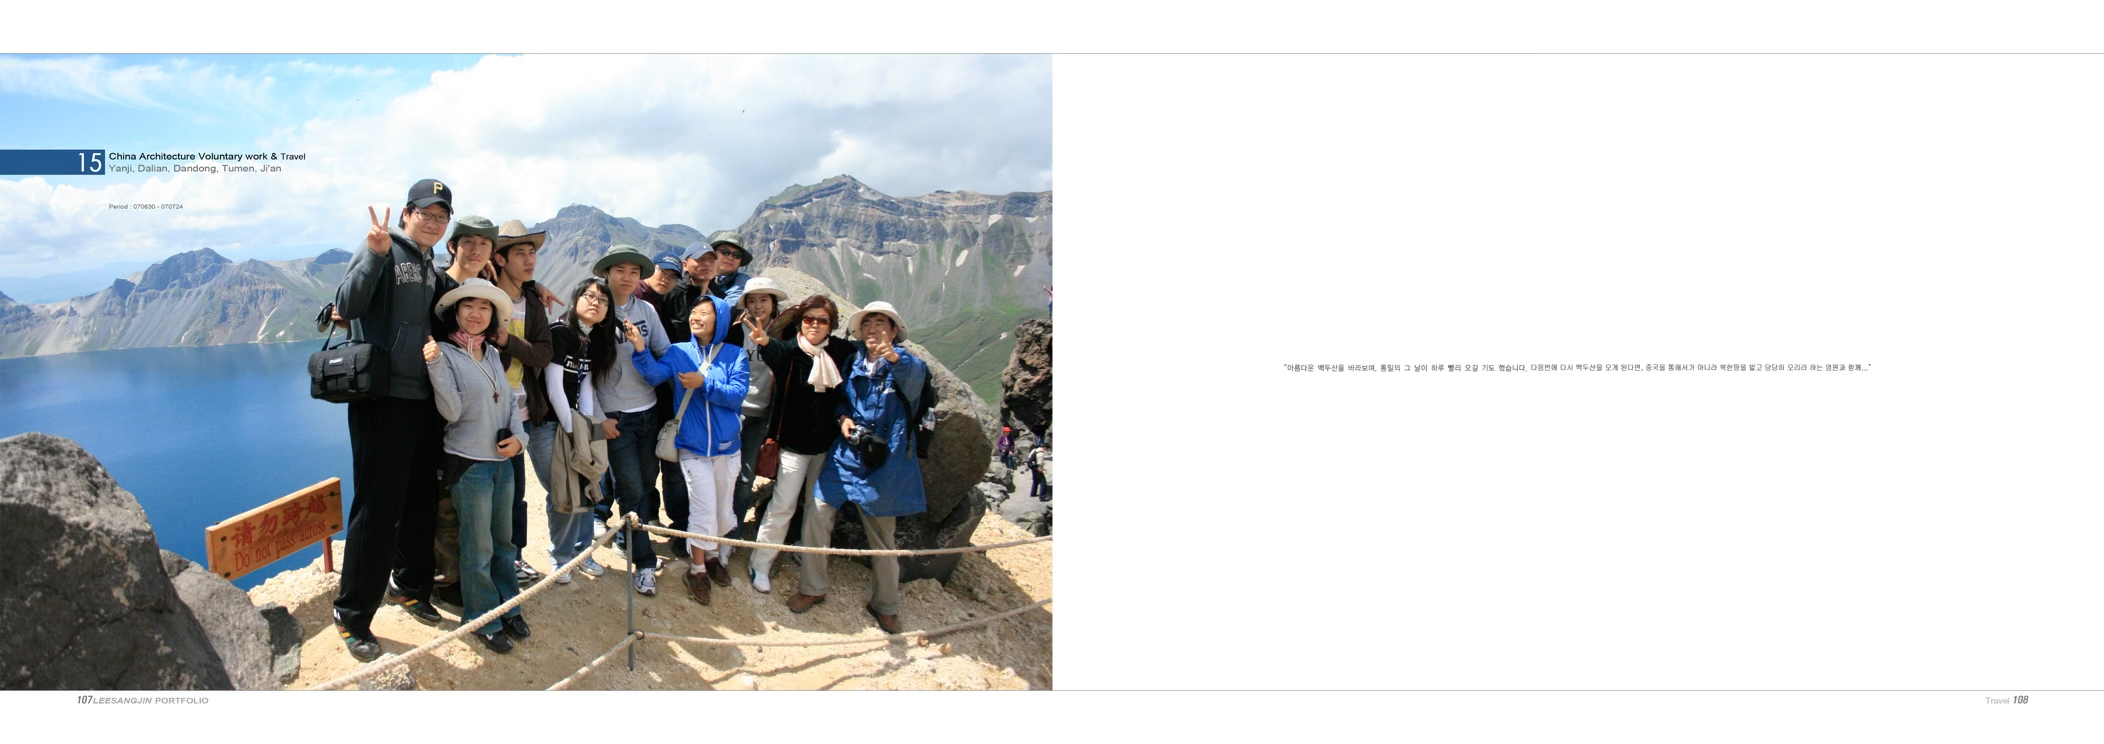 15 China Architecture Voluntary work & Travel
Yanji, Dalian, Dandong, Tumen, Ji'an
Period : 070630 - 070724
P
请勿跨越
Do not pass across
"아름다운 백두산을 바라보며, 통일의 그 날이 하루 빨리 오길 기도 했습니다. 다음번에 다시 백두산을 오게 된다면, 중국을 통해서가 아니라 북한땅을 밟고 당당히 오리라 하는 염원과 함께..."
107 LEESANGJIN PORTFOLIO
Travel 108